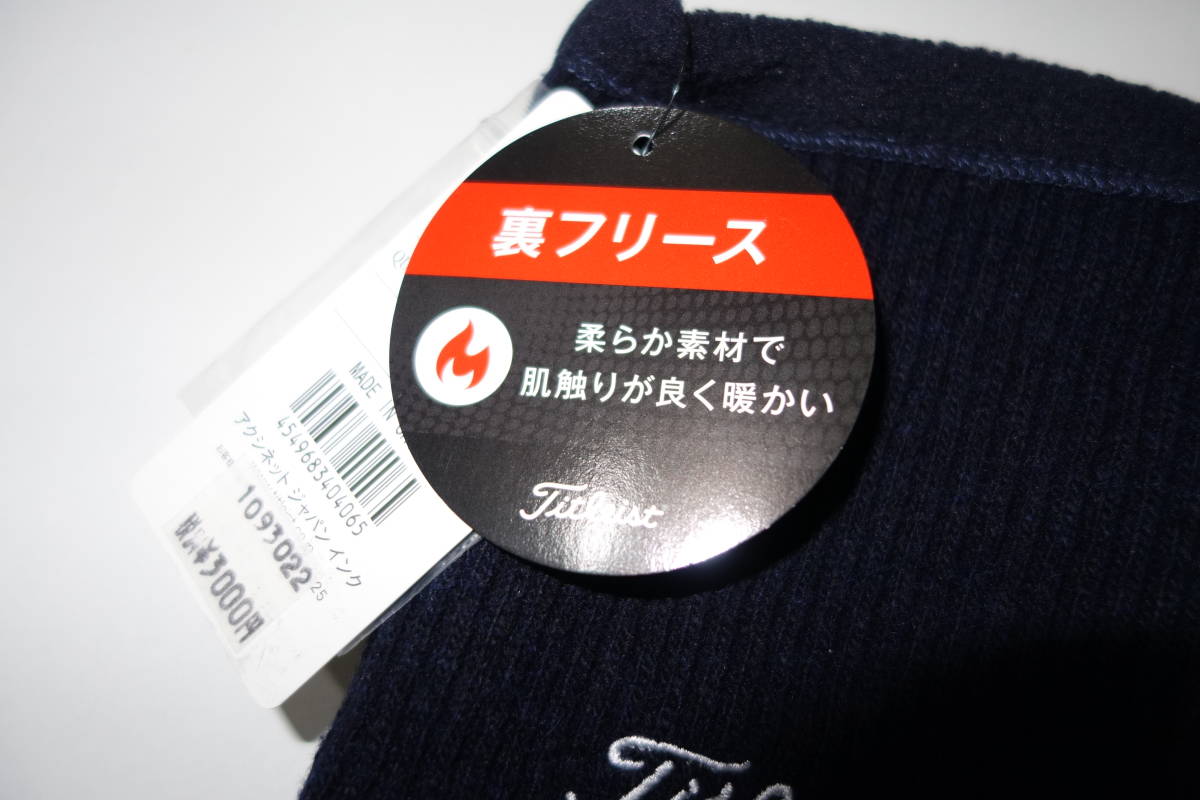 裏フリース
柔らか素材で
肌触りが良く暖かい
Titleist
MADE IN
4549683404065
アクシネット ジャパン インク
1093022
25
¥3000円